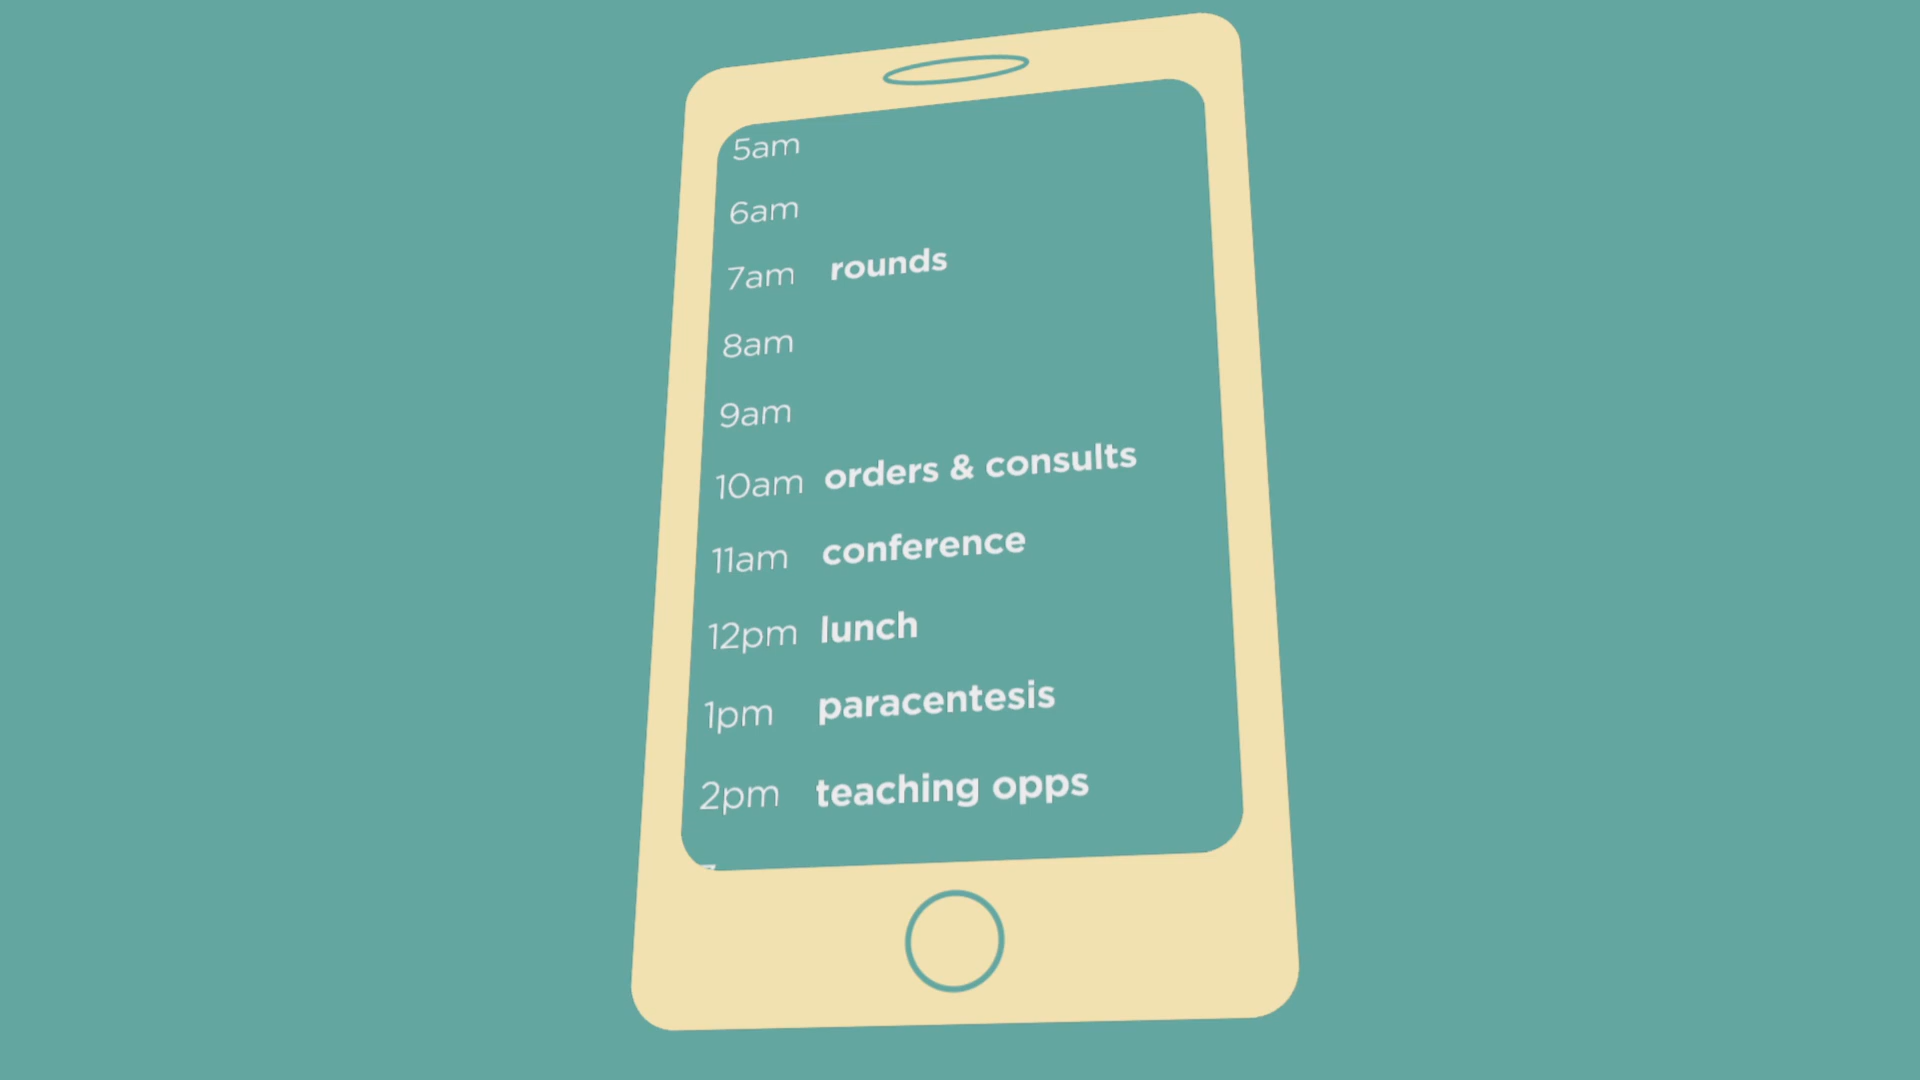 5am
6am
7am rounds
8am
9am
10am orders & consults
11am conference
12pm lunch
1pm paracentesis
2pm teaching opps